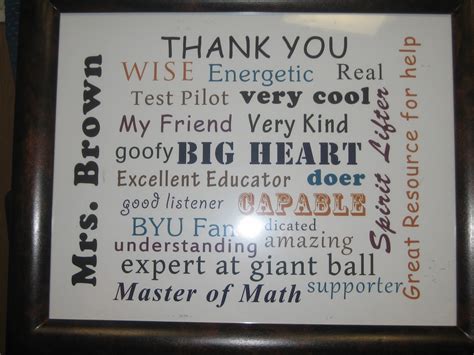 THANK YOU
Mrs. Brown
WISE Energetic Real
Test Pilot very cool
My Friend Very Kind
goofy BIG HEART
Excellent Educator doer
good listener CAPABLE
BYU Fan dicated
understanding amazing
expert at giant ball
Master of Math supporter
Spirit Lifter
Great Resource for help